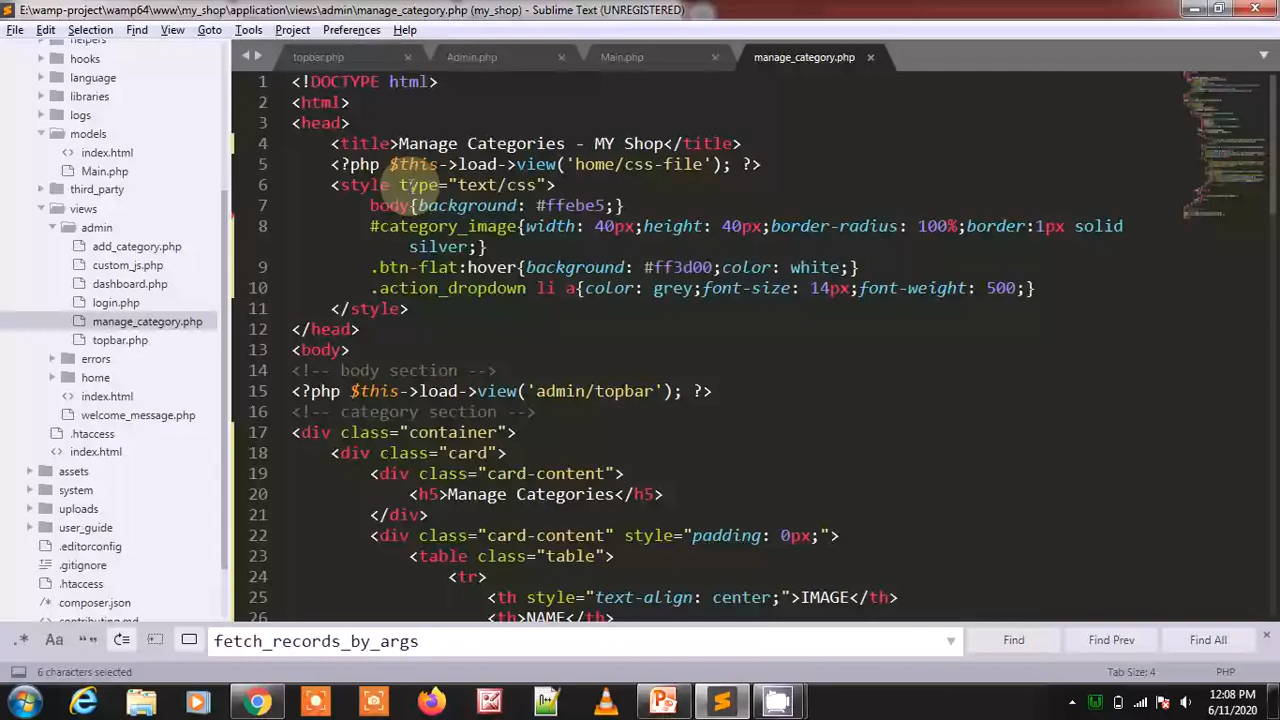 E:\wamp-project\wamp64\www\my_shop\application\views\admin\manage_category.php (my_shop) - Sublime Text (UNREGISTERED)
File Edit Selection Find View Goto Tools Project Preferences Help
helpers
hooks
language
libraries
logs
models
index.html
Main.php
third_party
views
admin
add_category.php
custom_js.php
dashboard.php
login.php
manage_category.php
topbar.php
errors
home
index.html
welcome_message.php
.htaccess
index.html
assets
system
uploads
user_guide
.editorconfig
.gitignore
.htaccess
composer.json
contributing.md
topbar.php × Admin.php × Main.php × manage_category.php ×
1 <!DOCTYPE html>
2 <html>
3 <head>
4 <title>Manage Categories - MY Shop</title>
5 <?php $this->load->view('home/css-file'); ?>
6 <style type="text/css">
7 body{background: #ffebe5;}
8 #category_image{width: 40px;height: 40px;border-radius: 100%;border:1px solid
silver;}
9 .btn-flat:hover{background: #ff3d00;color: white;}
10 .action_dropdown li a{color: grey;font-size: 14px;font-weight: 500;}
11 </style>
12 </head>
13 <body>
14 <!-- body section -->
15 <?php $this->load->view('admin/topbar'); ?>
16 <!-- category section -->
17 <div class="container">
18 <div class="card">
19 <div class="card-content">
20 <h5>Manage Categories</h5>
21 </div>
22 <div class="card-content" style="padding: 0px;">
23 <table class="table">
24 <tr>
25 <th style="text-align: center;">IMAGE</th>
26 <th>NAME</th>
.* Aa “” fetch_records_by_args Find Find Prev Find All ×
6 characters selected Tab Size: 4 PHP
12:08 PM
6/11/2020